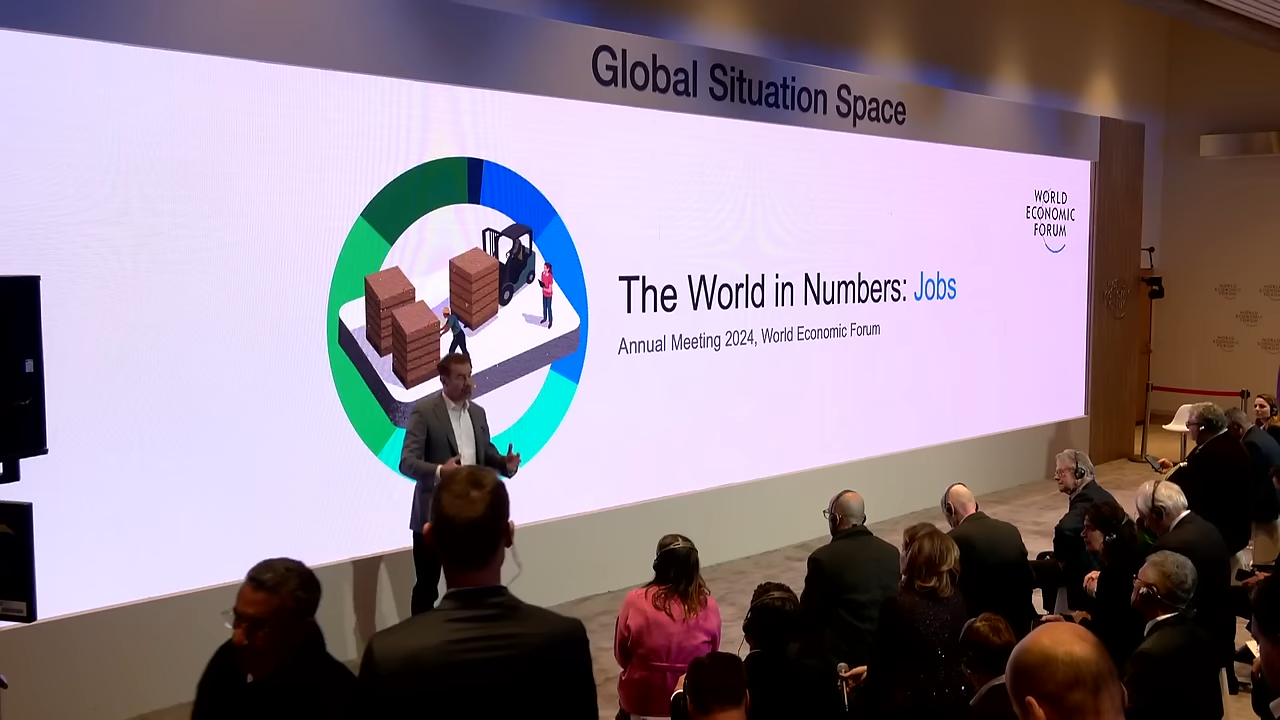 Global Situation Space
WORLD
ECONOMIC
FORUM
The World in Numbers: Jobs
Annual Meeting 2024, World Economic Forum